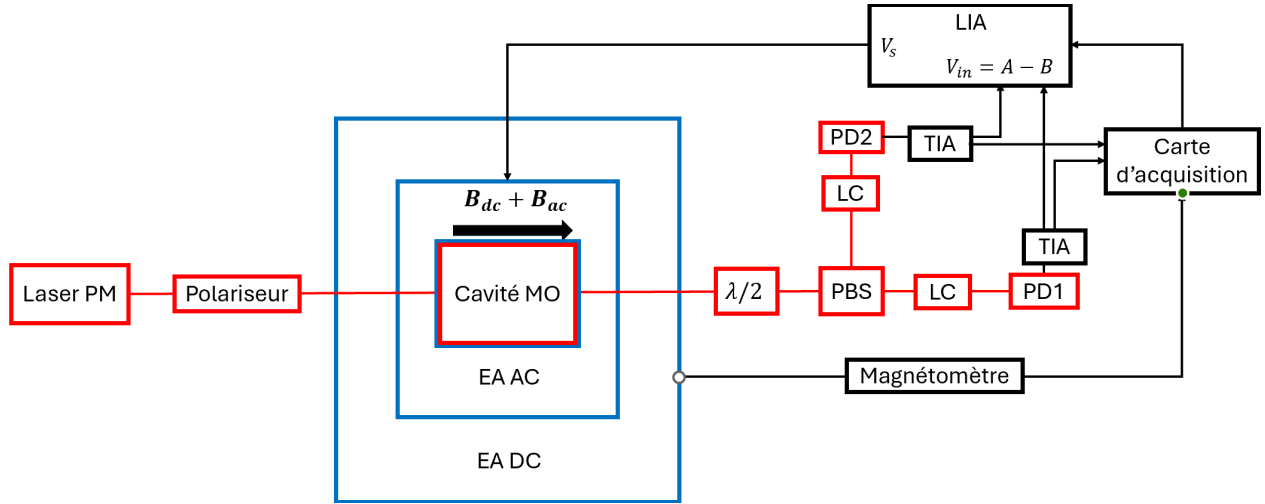 LIA
V_s
V_in = A − B
PD2
TIA
Carte
d'acquisition
LC
B_dc + B_ac
TIA
Laser PM
Polariseur
Cavité MO
λ/2
PBS
LC
PD1
EA AC
Magnétomètre
EA DC